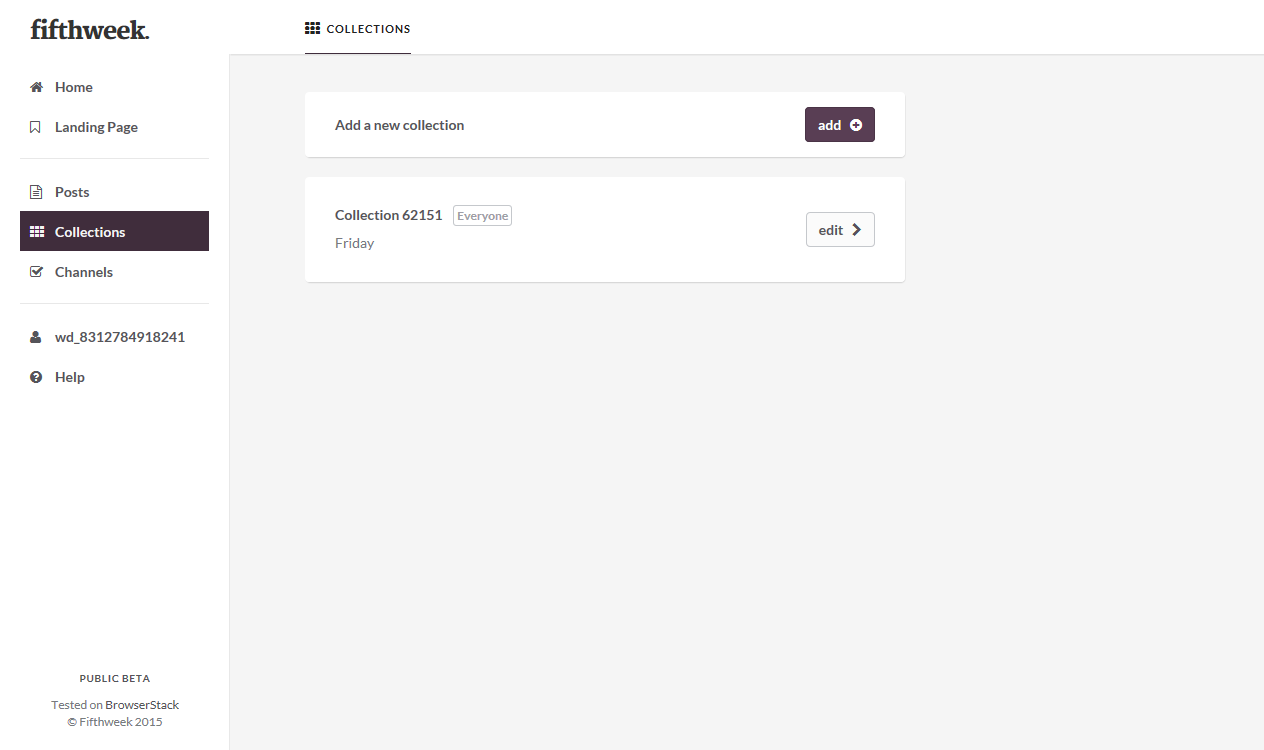 fifthweek.
Home
Landing Page
Posts
Collections
Channels
wd_8312784918241
Help
PUBLIC BETA
Tested on BrowserStack
© Fifthweek 2015
COLLECTIONS
Add a new collection
add
Collection 62151 Everyone
Friday
edit